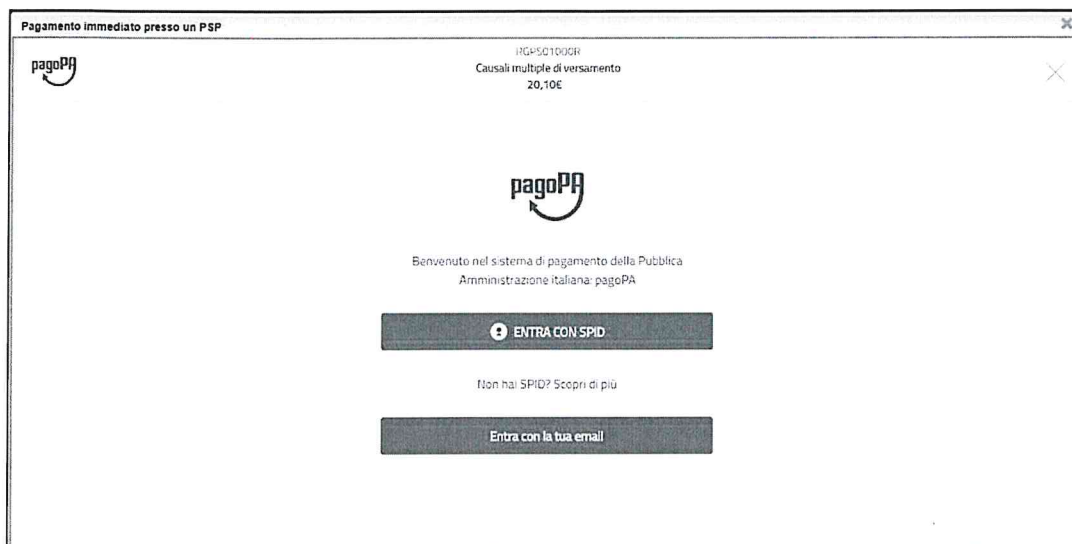 Pagamento immediato presso un PSP
pagoPA
RGPS01000R
Causali multiple di versamento
20,10€
pagoPA
Benvenuto nel sistema di pagamento della Pubblica
Amministrazione italiana: pagoPA
ENTRA CON SPID
Non hai SPID? Scopri di più
Entra con la tua email